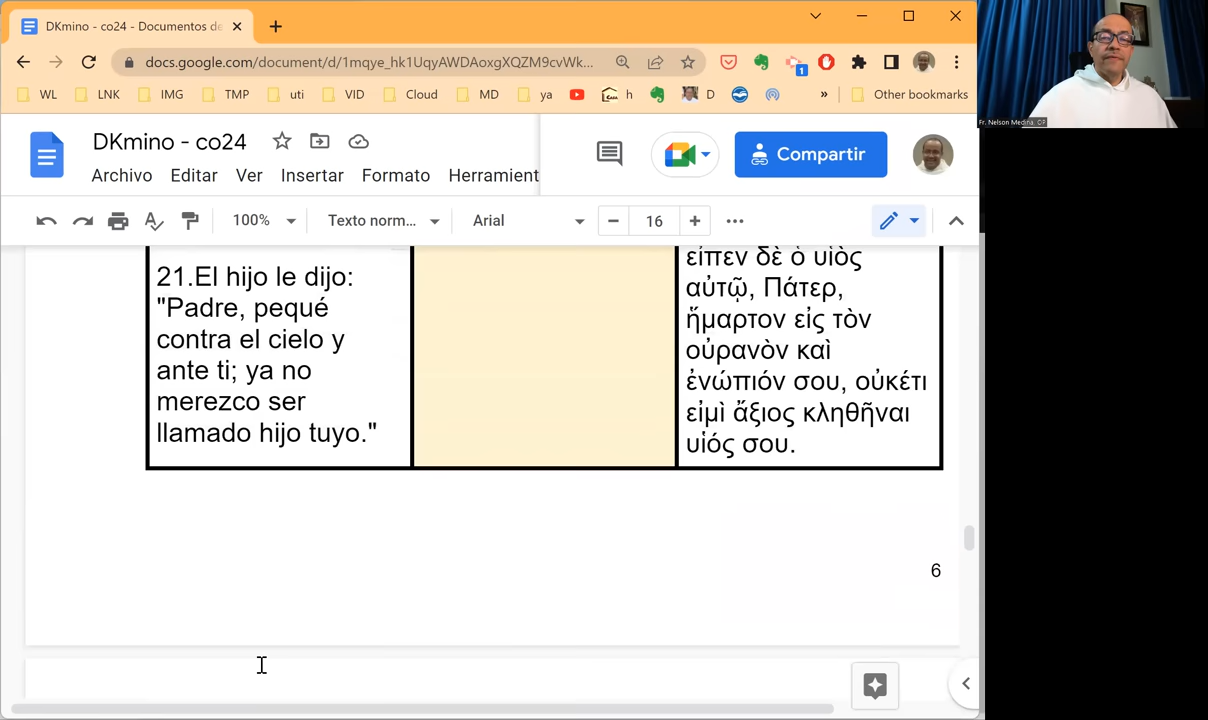 DKmino - co24 - Documentos de
docs.google.com/document/d/1mqye_hk1UqyAWDAoxgXQZM9cvWk...
WL LNK IMG TMP uti VID Cloud MD ya h D » Other bookmarks
DKmino - co24
Compartir
Archivo Editar Ver Insertar Formato Herramient
100% Texto norm... Arial 16
21.El hijo le dijo:
"Padre, pequé
contra el cielo y
ante ti; ya no
merezco ser
llamado hijo tuyo."
εἶπεν δὲ ὁ υἱὸς
αὐτῷ, Πάτερ,
ἥμαρτον εἰς τὸν
οὐρανὸν καὶ
ἐνώπιόν σου, οὐκέτι
εἰμὶ ἄξιος κληθῆναι
υἱός σου.
6
Fr. Nelson Medina, OP